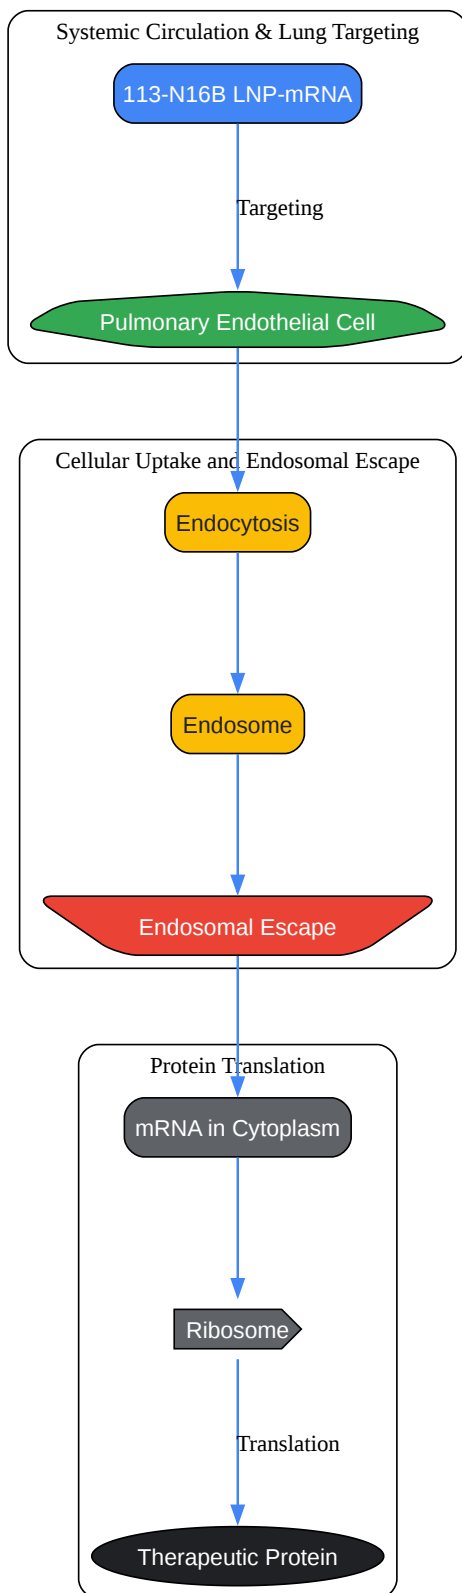 Systemic Circulation & Lung Targeting
113-N16B LNP-mRNA
Targeting
Pulmonary Endothelial Cell
Cellular Uptake and Endosomal Escape
Endocytosis
Endosome
Endosomal Escape
Protein Translation
mRNA in Cytoplasm
Ribosome
Translation
Therapeutic Protein